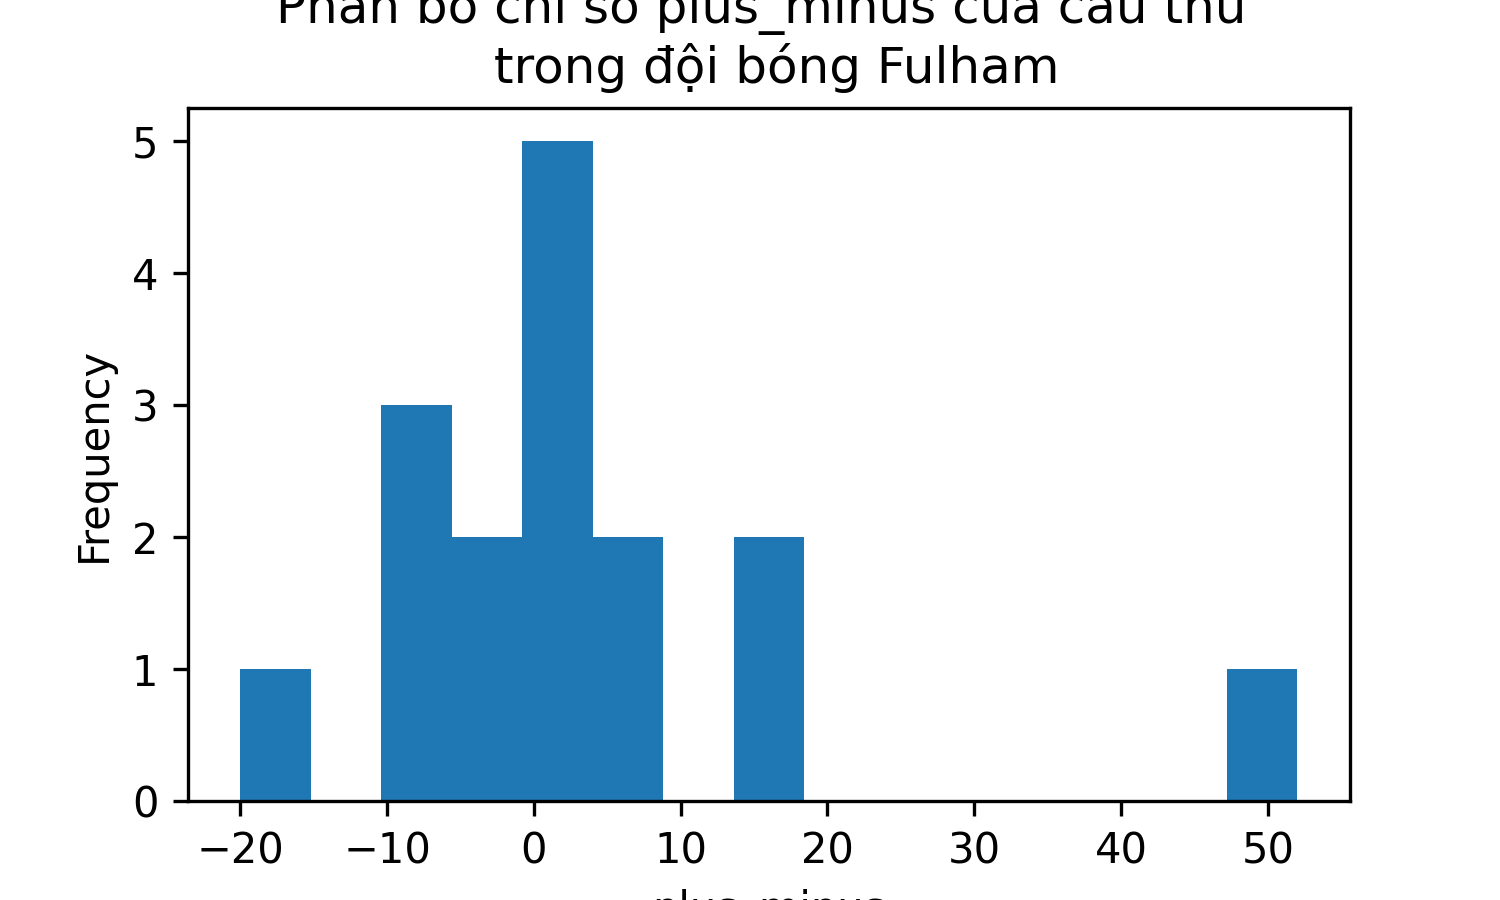 Phân bố chỉ số plus_minus của cầu thủ
trong đội bóng Fulham
5
4
3
2
1
0
Frequency
−20 −10 0 10 20 30 40 50
plus_minus